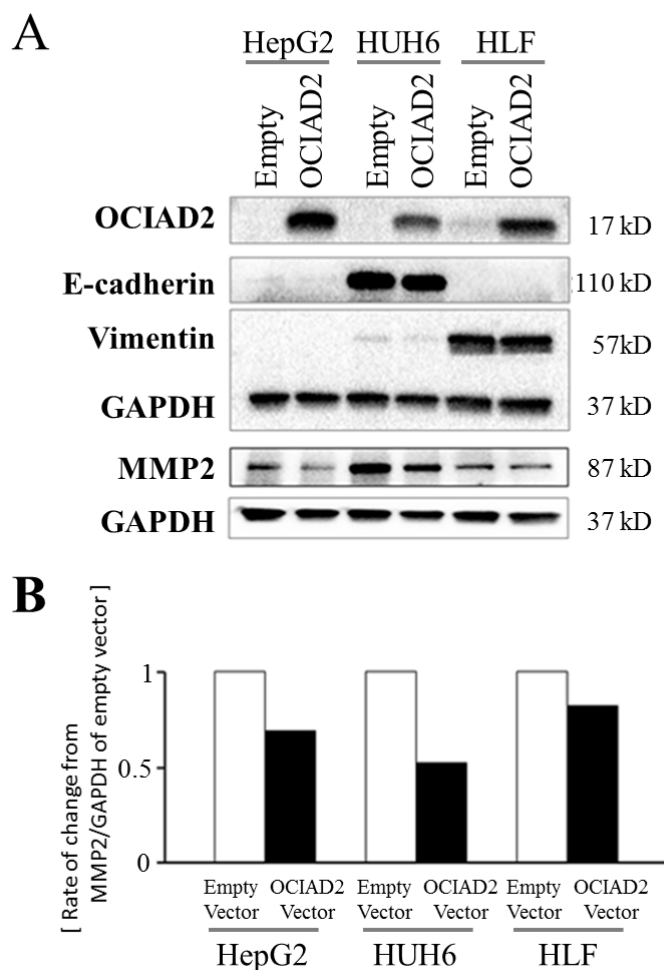 A
HepG2 HUH6 HLF
Empty OCIAD2 Empty OCIAD2 Empty OCIAD2
OCIAD2 17 kD
E-cadherin 110 kD
Vimentin 57kD
GAPDH 37 kD
MMP2 87 kD
GAPDH 37 kD
B
[ Rate of change from
MMP2/GAPDH of empty vector ]
1
0.5
0
Empty OCIAD2 Empty OCIAD2 Empty OCIAD2
Vector Vector Vector Vector Vector Vector
HepG2 HUH6 HLF